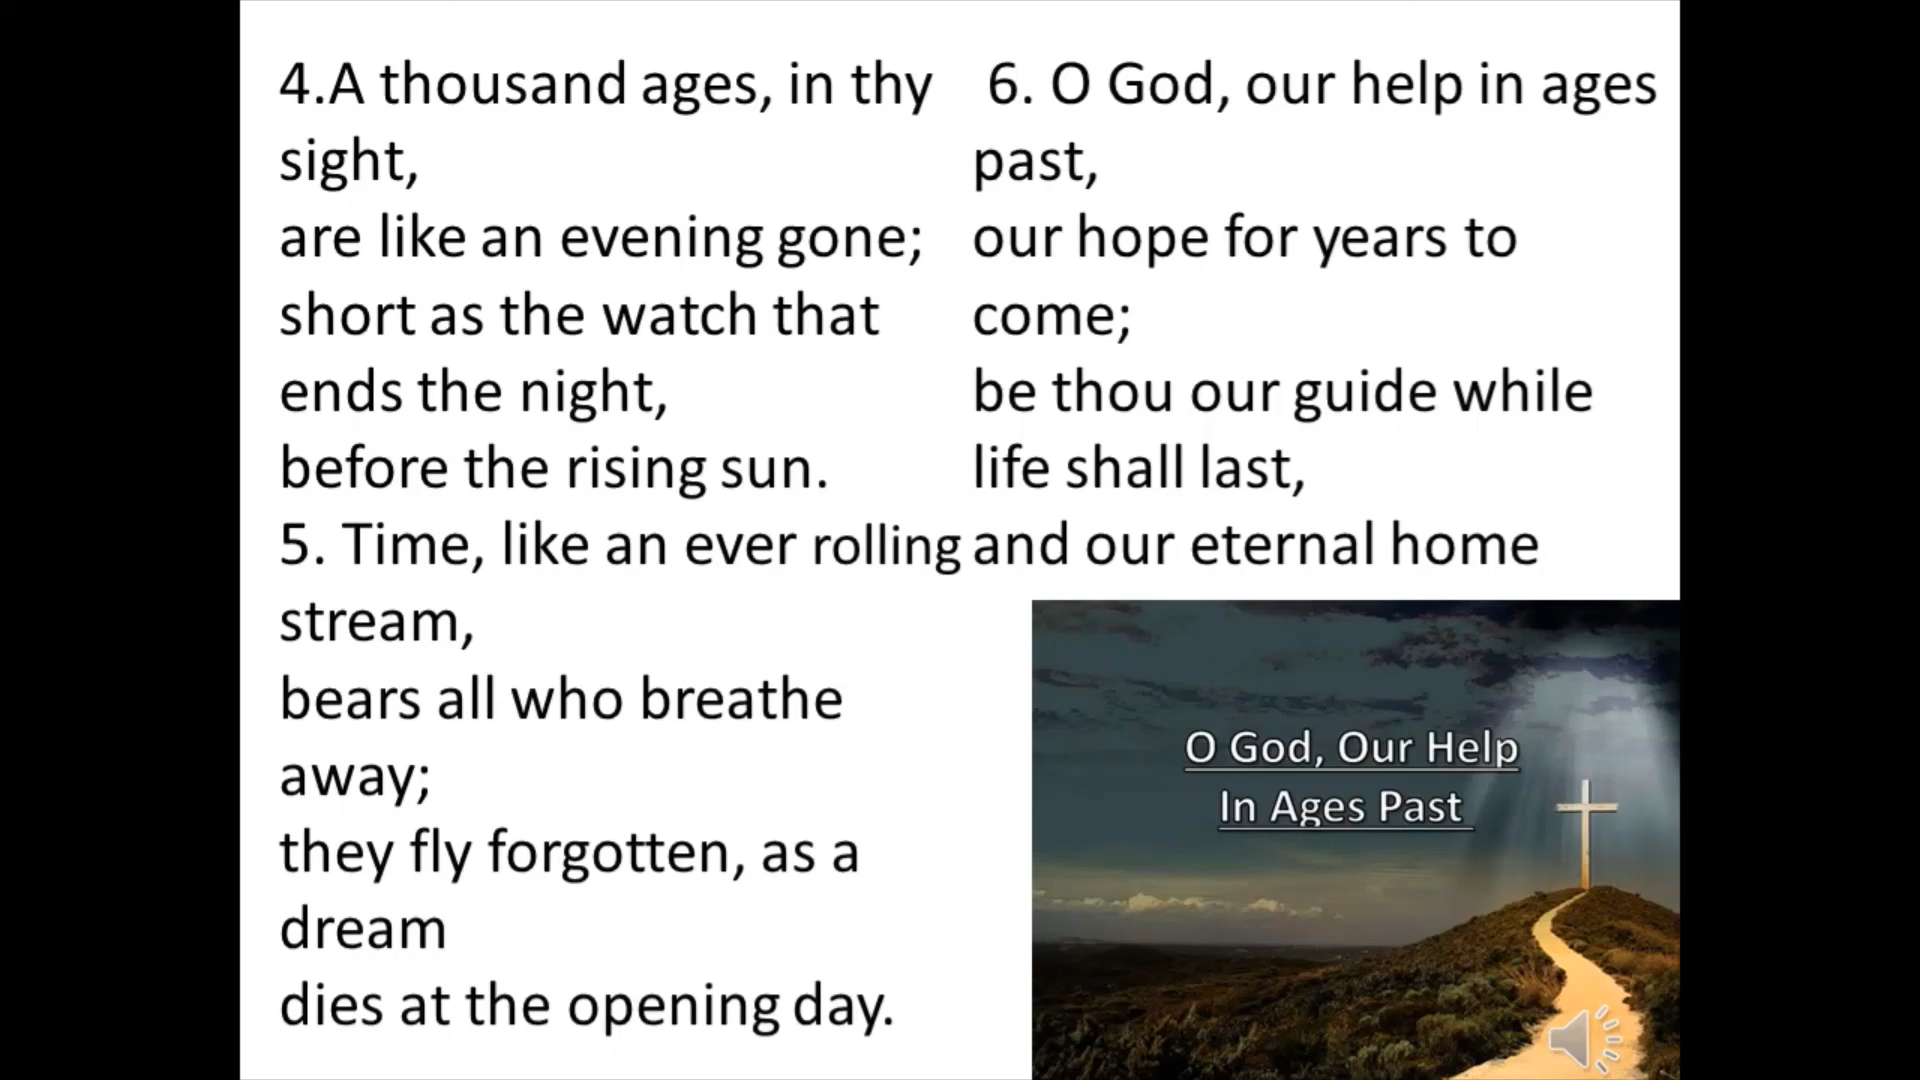 4.A thousand ages, in thy
sight,
are like an evening gone;
short as the watch that
ends the night,
before the rising sun.
5. Time, like an ever rolling
stream,
bears all who breathe
away;
they fly forgotten, as a
dream
dies at the opening day.
6. O God, our help in ages
past,
our hope for years to
come;
be thou our guide while
life shall last,
and our eternal home
O God, Our Help
In Ages Past